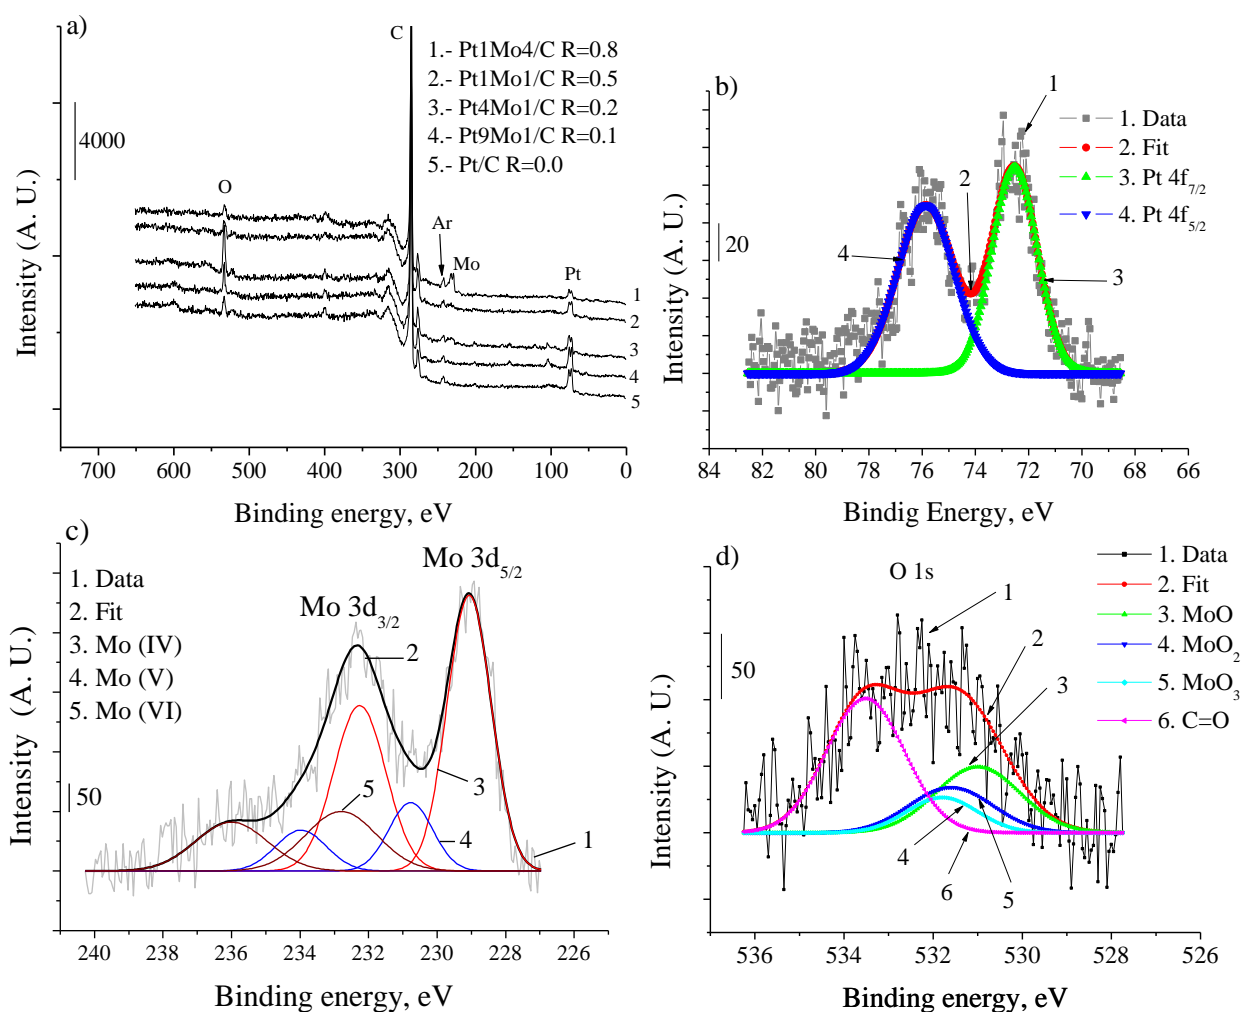 a)
C
1.- Pt1Mo4/C R=0.8
2.- Pt1Mo1/C R=0.5
3.- Pt4Mo1/C R=0.2
4.- Pt9Mo1/C R=0.1
5.- Pt/C R=0.0
4000
O
Ar
Mo
Pt
1
2
3
4
5
Intensity (A. U.)
700 600 500 400 300 200 100 0
Binding energy, eV
b)
1
1. Data
2. Fit
3. Pt 4f7/2
4. Pt 4f5/2
2
20
4
3
Intensity (A. U.)
84 82 80 78 76 74 72 70 68 66
Bindig Energy, eV
c)
Mo 3d5/2
1. Data
2. Fit
3. Mo (IV)
4. Mo (V)
5. Mo (VI)
Mo 3d3/2
2
50
5
3
4
1
Intensity (A. U.)
240 238 236 234 232 230 228 226
Binding energy, eV
d)
O 1s
1. Data
2. Fit
3. MoO
4. MoO2
5. MoO3
6. C=O
1
2
50
3
4
6
5
Intensity (A. U.)
536 534 532 530 528 526
Binding energy, eV